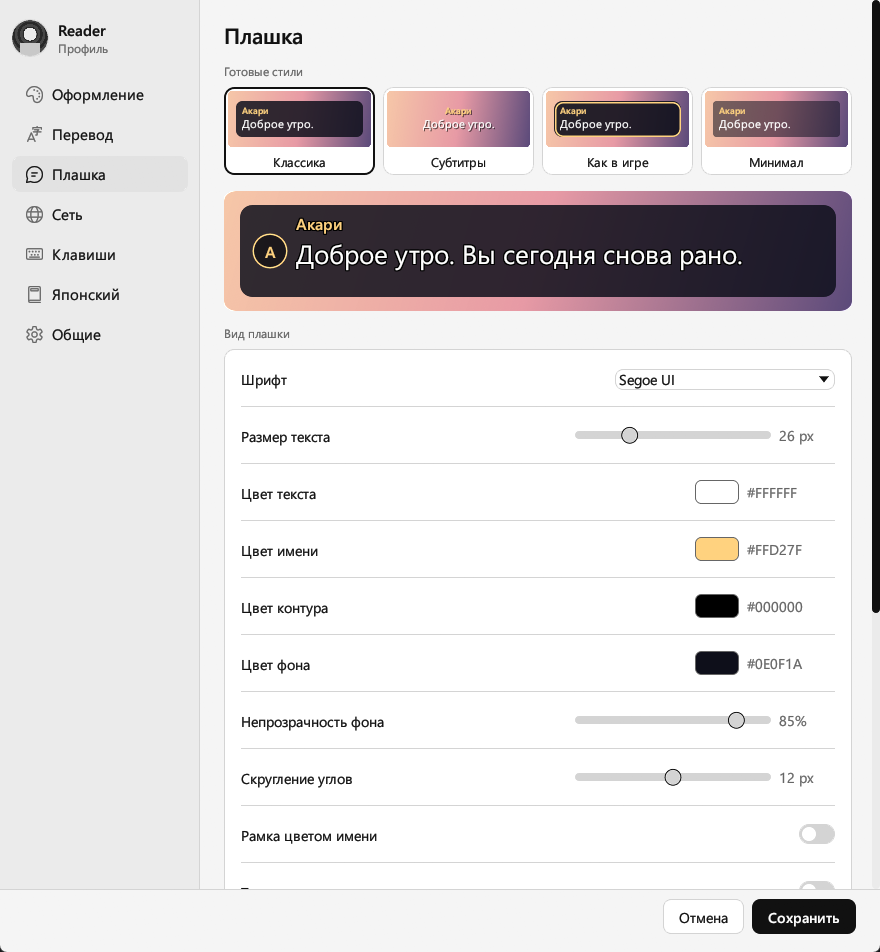 Reader
Профиль
Оформление
Перевод
Плашка
Сеть
Клавиши
Японский
Общие
Плашка
Готовые стили
Акари
Доброе утро.
Классика
Акари
Доброе утро.
Субтитры
Акари
Доброе утро.
Как в игре
Акари
Доброе утро.
Минимал
А
Акари
Доброе утро. Вы сегодня снова рано.
Вид плашки
Шрифт
Segoe UI
Размер текста
26 px
Цвет текста
#FFFFFF
Цвет имени
#FFD27F
Цвет контура
#000000
Цвет фона
#0E0F1A
Непрозрачность фона
85%
Скругление углов
12 px
Рамка цветом имени
Отмена
Сохранить